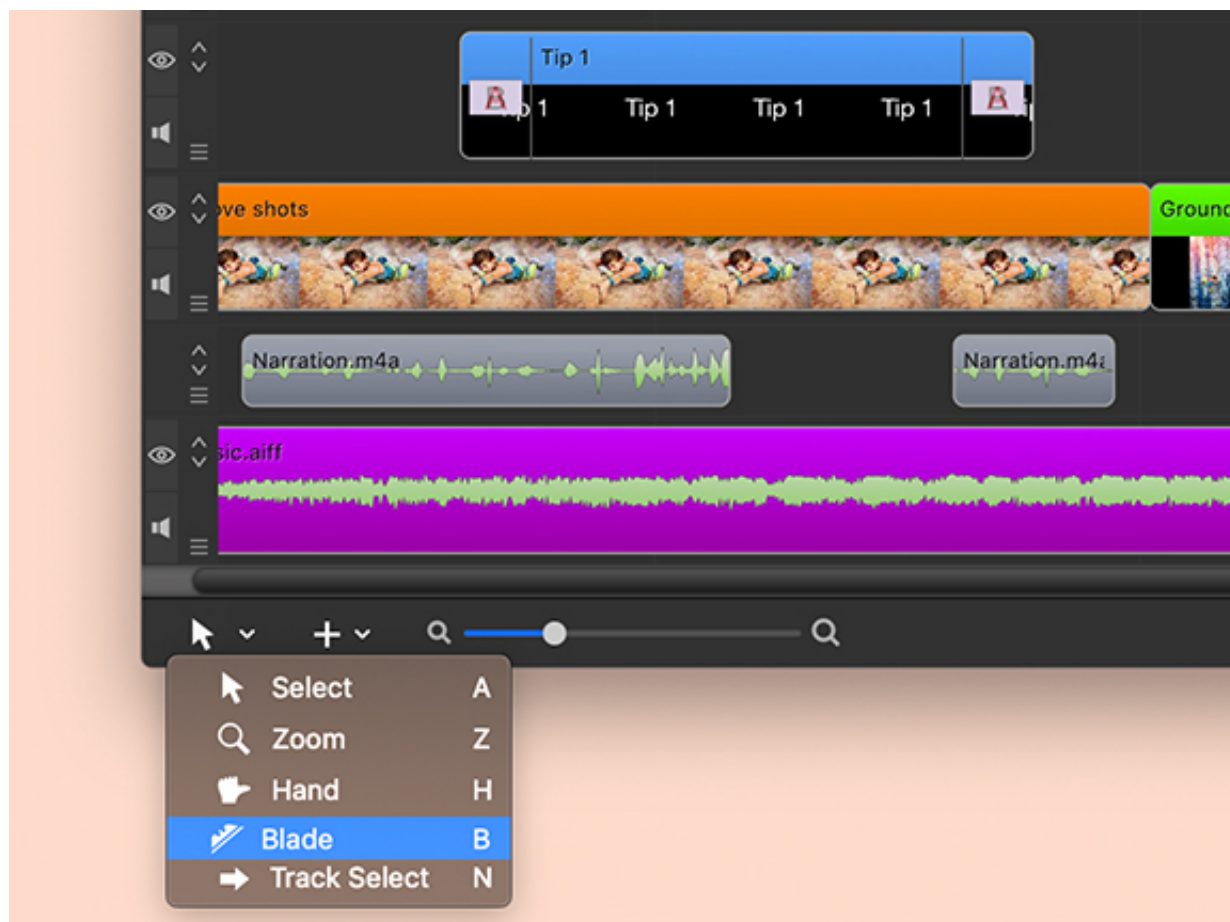 Tip 1
Tip 1 Tip 1 Tip 1
ove shots
Ground
Narration.m4a Narration.m4a
sic.aiff
Select A
Zoom Z
Hand H
Blade B
Track Select N